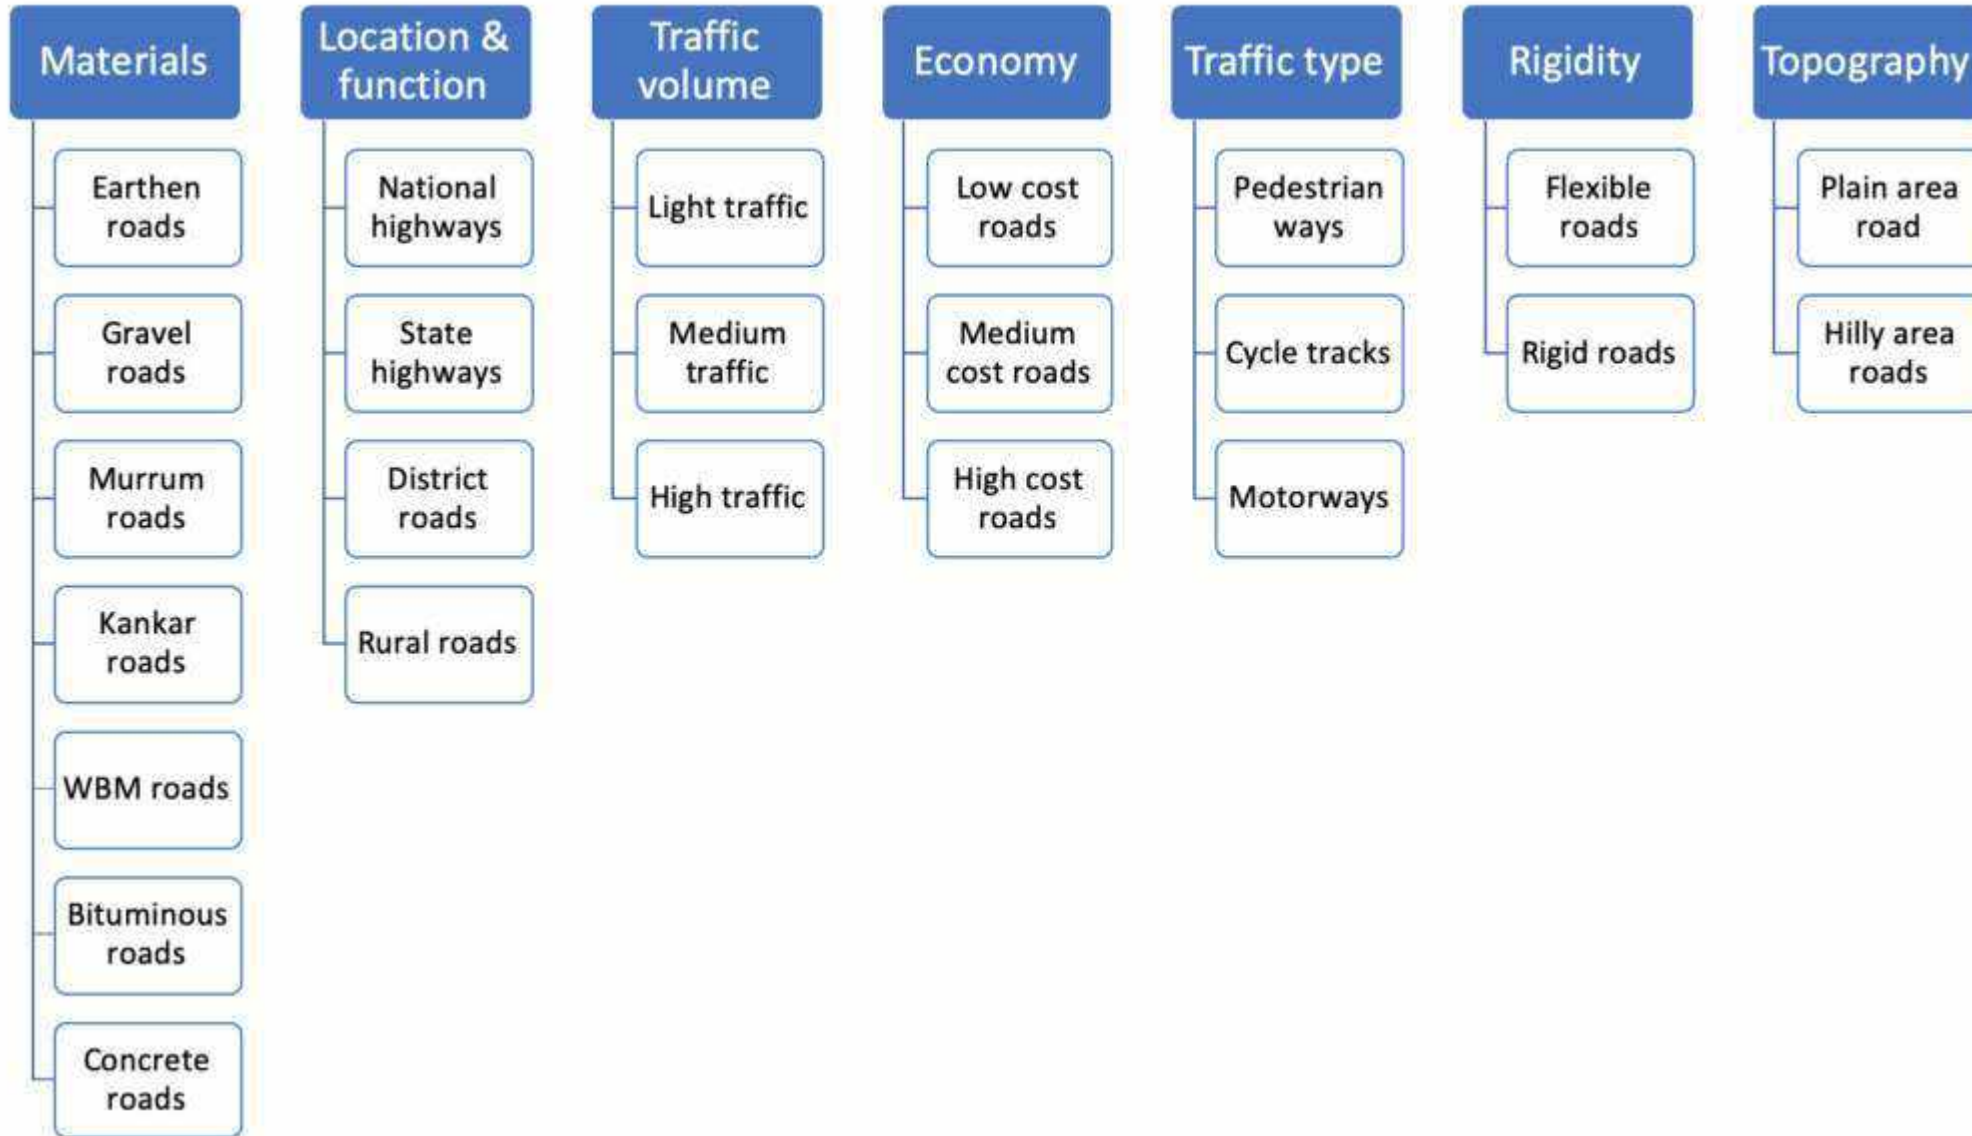 Materials
Earthen
roads
Gravel
roads
Murrum
roads
Kankar
roads
WBM roads
Bituminous
roads
Concrete
roads
Location &
function
National
highways
State
highways
District
roads
Rural roads
Traffic
volume
Light traffic
Medium
traffic
High traffic
Economy
Low cost
roads
Medium
cost roads
High cost
roads
Traffic type
Pedestrian
ways
Cycle tracks
Motorways
Rigidity
Flexible
roads
Rigid roads
Topography
Plain area
road
Hilly area
roads